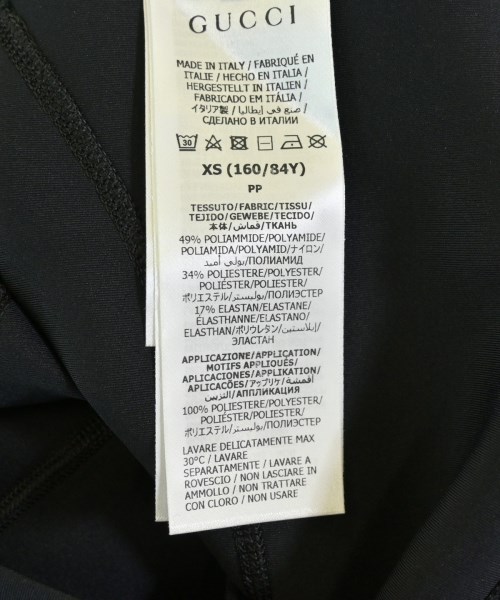 GUCCI
MADE IN ITALY / FABRIQUÉ EN
ITALIE / HECHO EN ITALIA /
HERGESTELLT IN ITALIEN /
FABRICADO EM ITÁLIA /
イタリア製 / صنع في إيطاليا /
СДЕЛАНО В ИТАЛИИ
30
XS (160/84Y)
PP
TESSUTO/FABRIC/TISSU/
TEJIDO/GEWEBE/TECIDO/
本体/قماش/ТКАНЬ
49% POLIAMMIDE/POLYAMIDE/
POLIAMIDA/POLYAMID/ナイロン/
بولي أميد/ПОЛИАМИД
34% POLIESTERE/POLYESTER/
POLIÉSTER/POLYESTER/
ポリエステル/بوليستر/ПОЛИЭСТЕР
17% ELASTAN/ELASTANE/
ÉLASTHANNE/ELASTANO/
ELASTHAN/ポリウレタン/إيلاستين/
ЭЛАСТАН
APPLICAZIONE/APPLICATION/
MOTIFS APPLIQUÉS/
APLICACIONES/APPLIKATION/
APLICAÇÕES/アップリケ/أقمشة
التزيين/АППЛИКАЦИЯ
100% POLIESTERE/POLYESTER/
POLIÉSTER/POLYESTER/
ポリエステル/بوليستر/ПОЛИЭСТЕР
LAVARE DELICATAMENTE MAX
30°C / LAVARE
SEPARATAMENTE / LAVARE A
ROVESCIO / NON LASCIARE IN
AMMOLLO / NON TRATTARE
CON CLORO / NON USARE